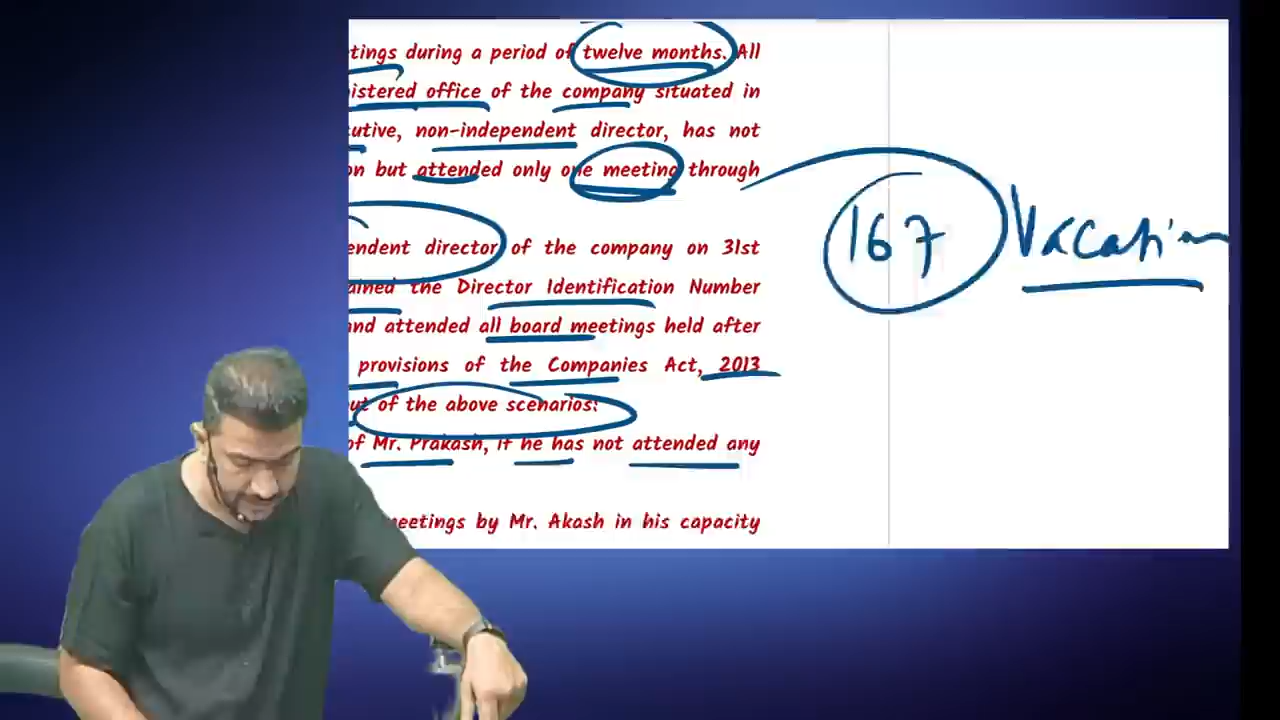 tings during a period of twelve months. All
istered office of the company situated in
utive, non-independent director, has not
on but attended only one meeting through
endent director of the company on 31st
ained the Director Identification Number
and attended all board meetings held after
provisions of the Companies Act, 2013
ut of the above scenarios:
of Mr. Prakash, if he has not attended any
meetings by Mr. Akash in his capacity
167 Vacation